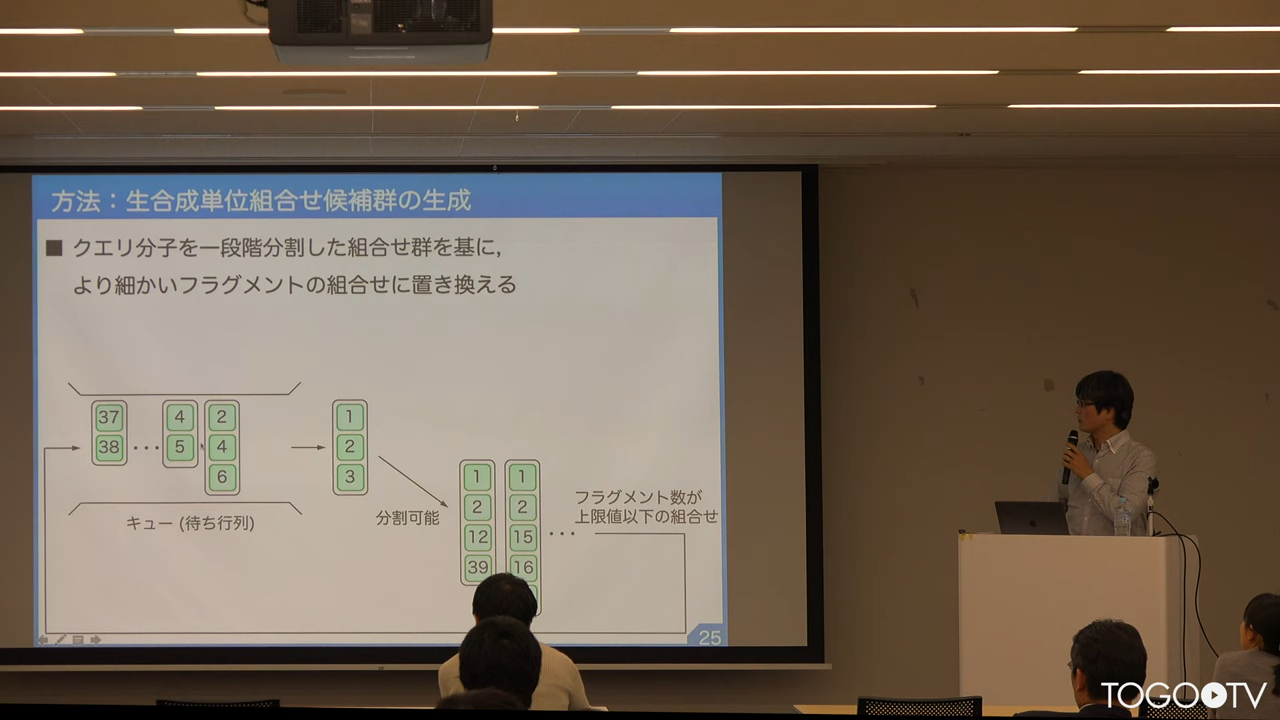 方法：生合成単位組合せ候補群の生成
■ クエリ分子を一段階分割した組合せ群を基に,
より細かいフラグメントの組合せに置き換える
37 4 2 1
38 ... 5 4 2
6 3
キュー (待ち行列)
分割可能
1 1
2 2
12 15
39 16
...
フラグメント数が
上限値以下の組合せ
25
TOGOTV